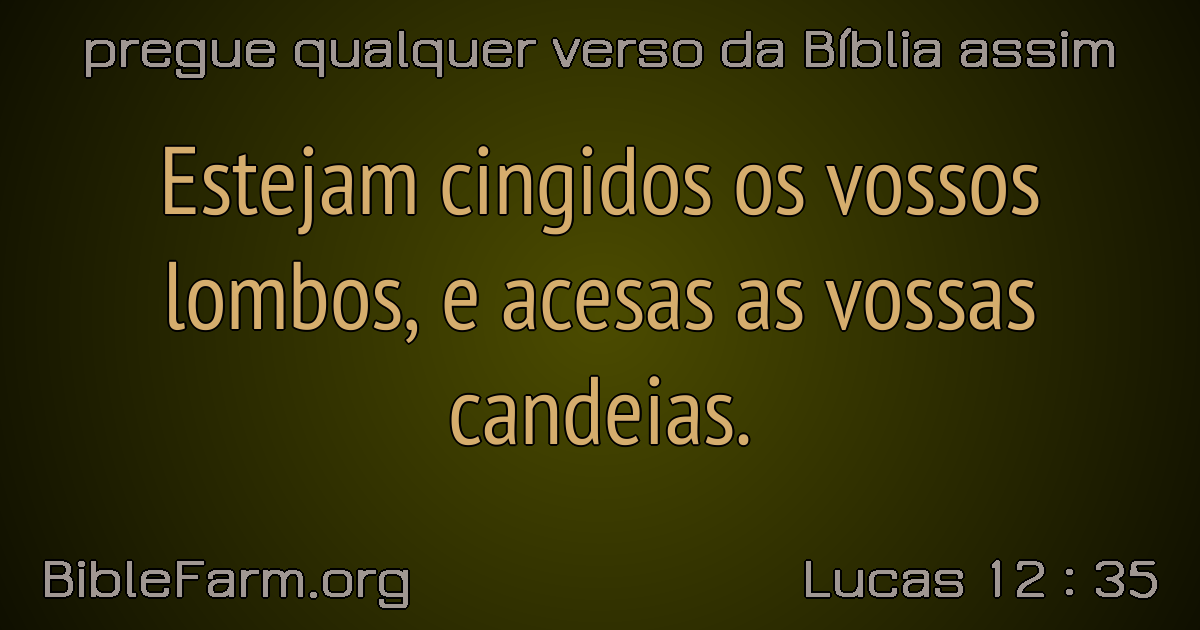 pregue qualquer verso da Bíblia assim
Estejam cingidos os vossos
lombos, e acesas as vossas
candeias.
BibleFarm.org
Lucas 12 : 35